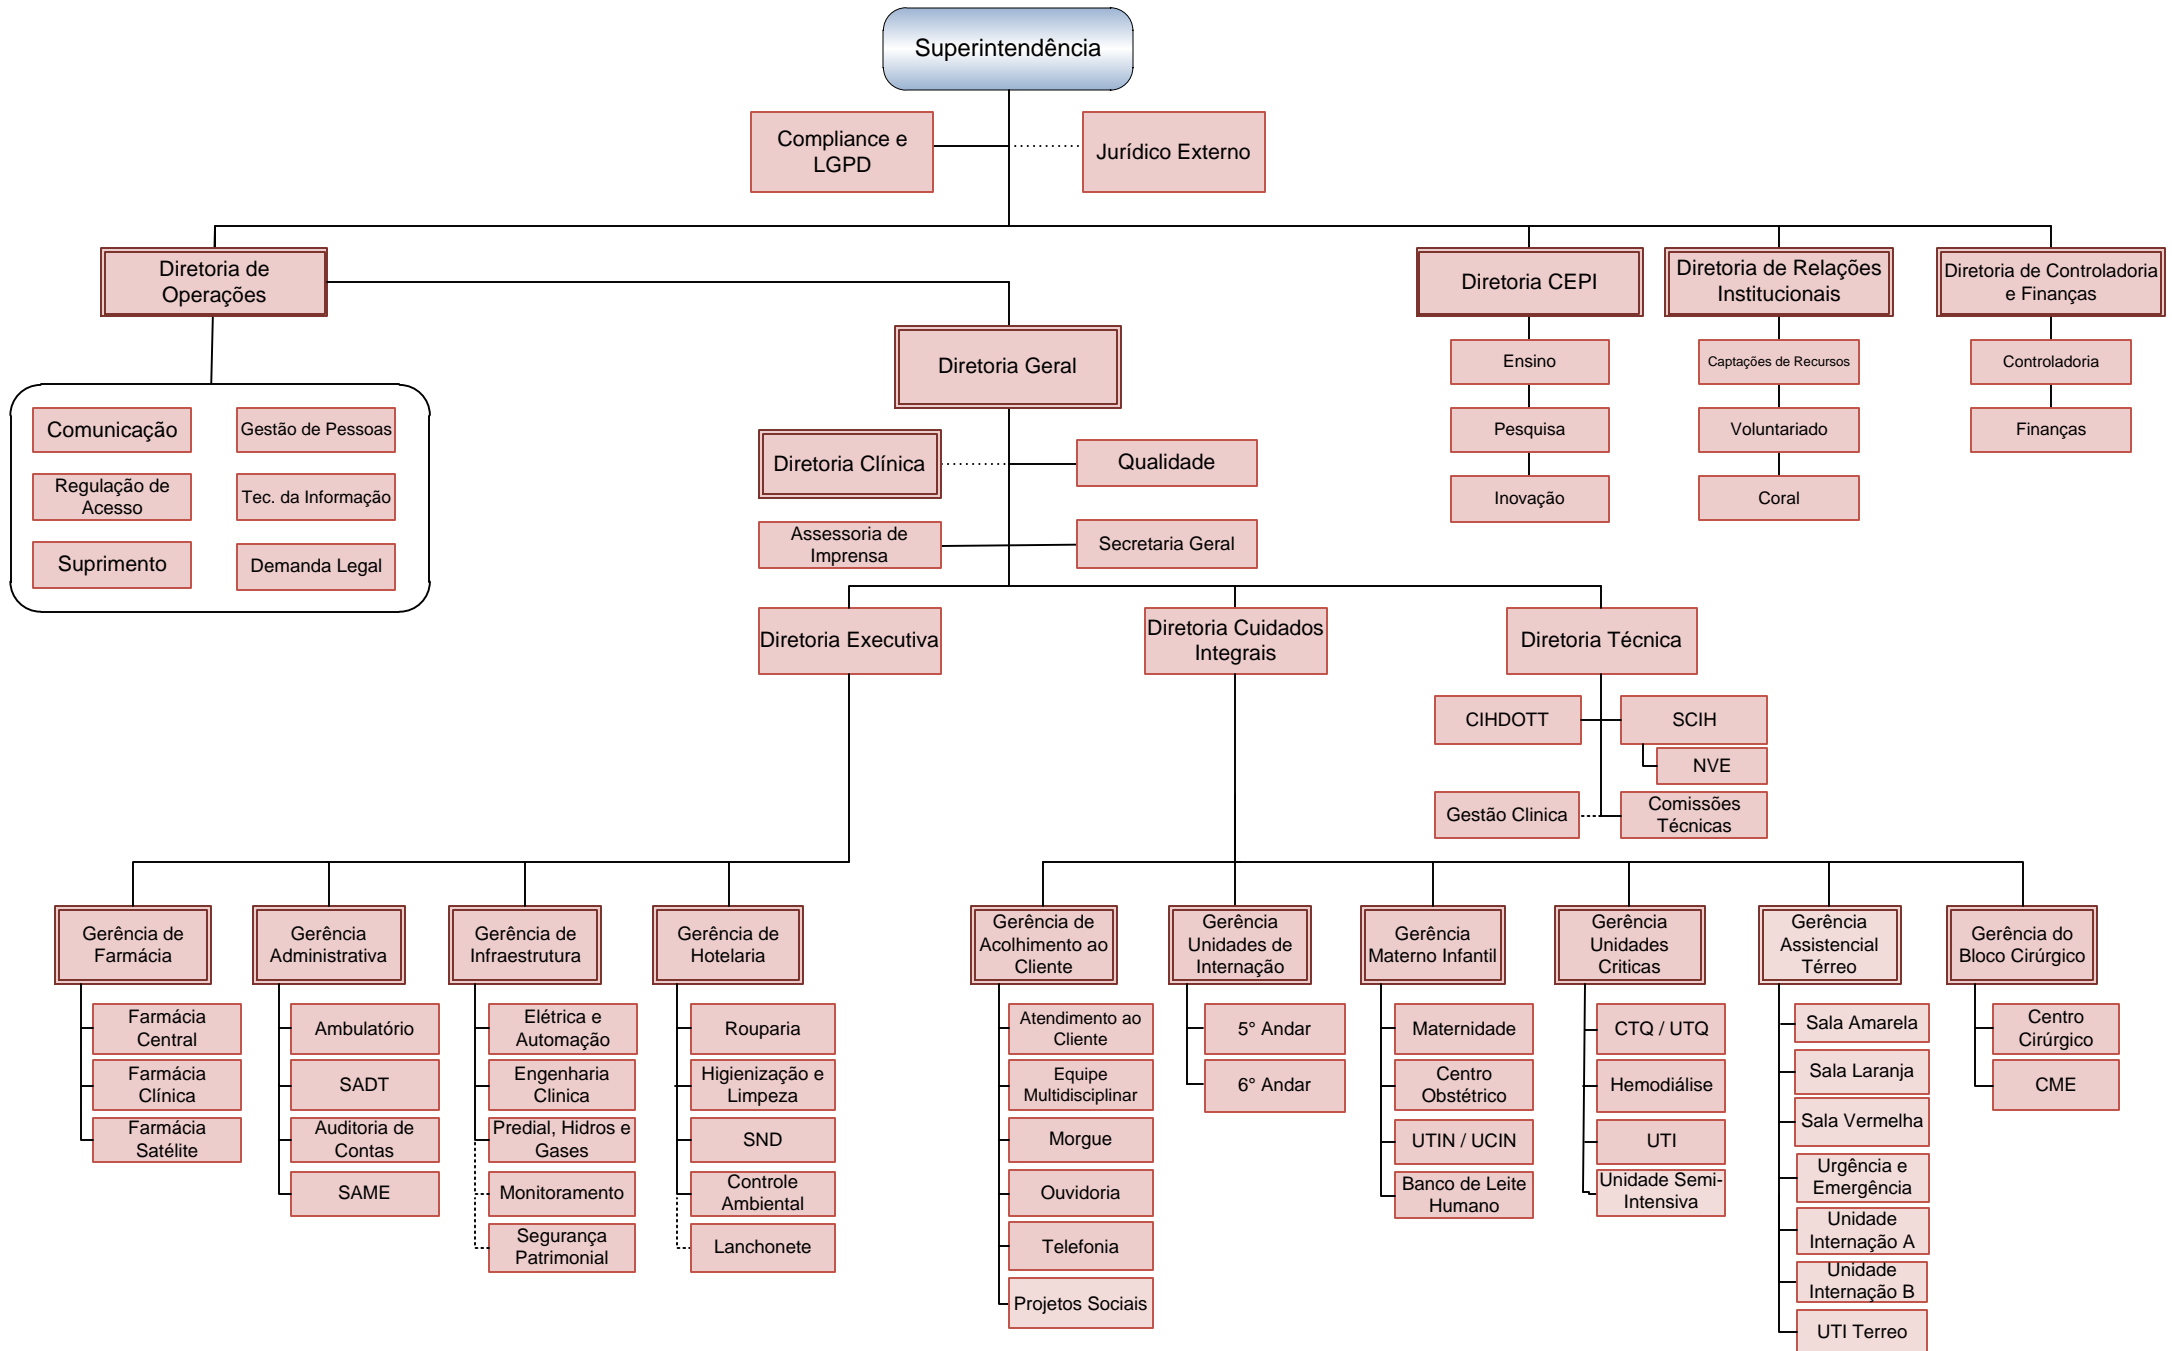 Superintendência
Compliance e
LGPD
Jurídico Externo
Diretoria de
Operações
Diretoria CEPI
Diretoria de Relações
Institucionais
Diretoria de Controladoria
e Finanças
Diretoria Geral
Ensino
Captações de Recursos
Controladoria
Comunicação
Gestão de Pessoas
Pesquisa
Voluntariado
Finanças
Diretoria Clínica
Qualidade
Regulação de
Acesso
Tec. da Informação
Inovação
Coral
Assessoria de
Imprensa
Secretaria Geral
Suprimento
Demanda Legal
Diretoria Executiva
Diretoria Cuidados
Integrais
Diretoria Técnica
CIHDOTT
SCIH
NVE
Gestão Clinica
Comissões
Técnicas
Gerência de
Farmácia
Gerência
Administrativa
Gerência de
Infraestrutura
Gerência de
Hotelaria
Gerência de
Acolhimento ao
Cliente
Gerência
Unidades de
Internação
Gerência
Materno Infantil
Gerência
Unidades
Criticas
Gerência
Assistencial
Térreo
Gerência do
Bloco Cirúrgico
Farmácia
Central
Farmácia
Clínica
Farmácia
Satélite
Ambulatório
SADT
Auditoria de
Contas
SAME
Elétrica e
Automação
Engenharia
Clinica
Predial, Hidros e
Gases
Monitoramento
Segurança
Patrimonial
Rouparia
Higienização e
Limpeza
SND
Controle
Ambiental
Lanchonete
Atendimento ao
Cliente
Equipe
Multidisciplinar
Morgue
Ouvidoria
Telefonia
Projetos Sociais
5° Andar
6° Andar
Maternidade
Centro
Obstétrico
UTIN / UCIN
Banco de Leite
Humano
CTQ / UTQ
Hemodiálise
UTI
Unidade Semi-
Intensiva
Sala Amarela
Sala Laranja
Sala Vermelha
Urgência e
Emergência
Unidade
Internação A
Unidade
Internação B
UTI Terreo
Centro
Cirúrgico
CME